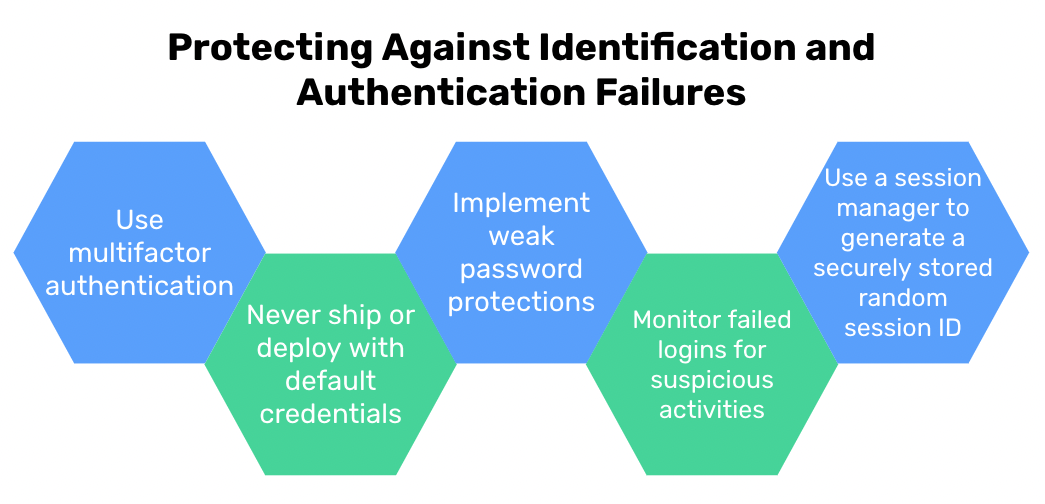 Protecting Against Identification and
Authentication Failures
Use
multifactor
authentication
Never ship or
deploy with
default
credentials
Implement
weak
password
protections
Monitor failed
logins for
suspicious
activities
Use a session
manager to
generate a
securely stored
random
session ID